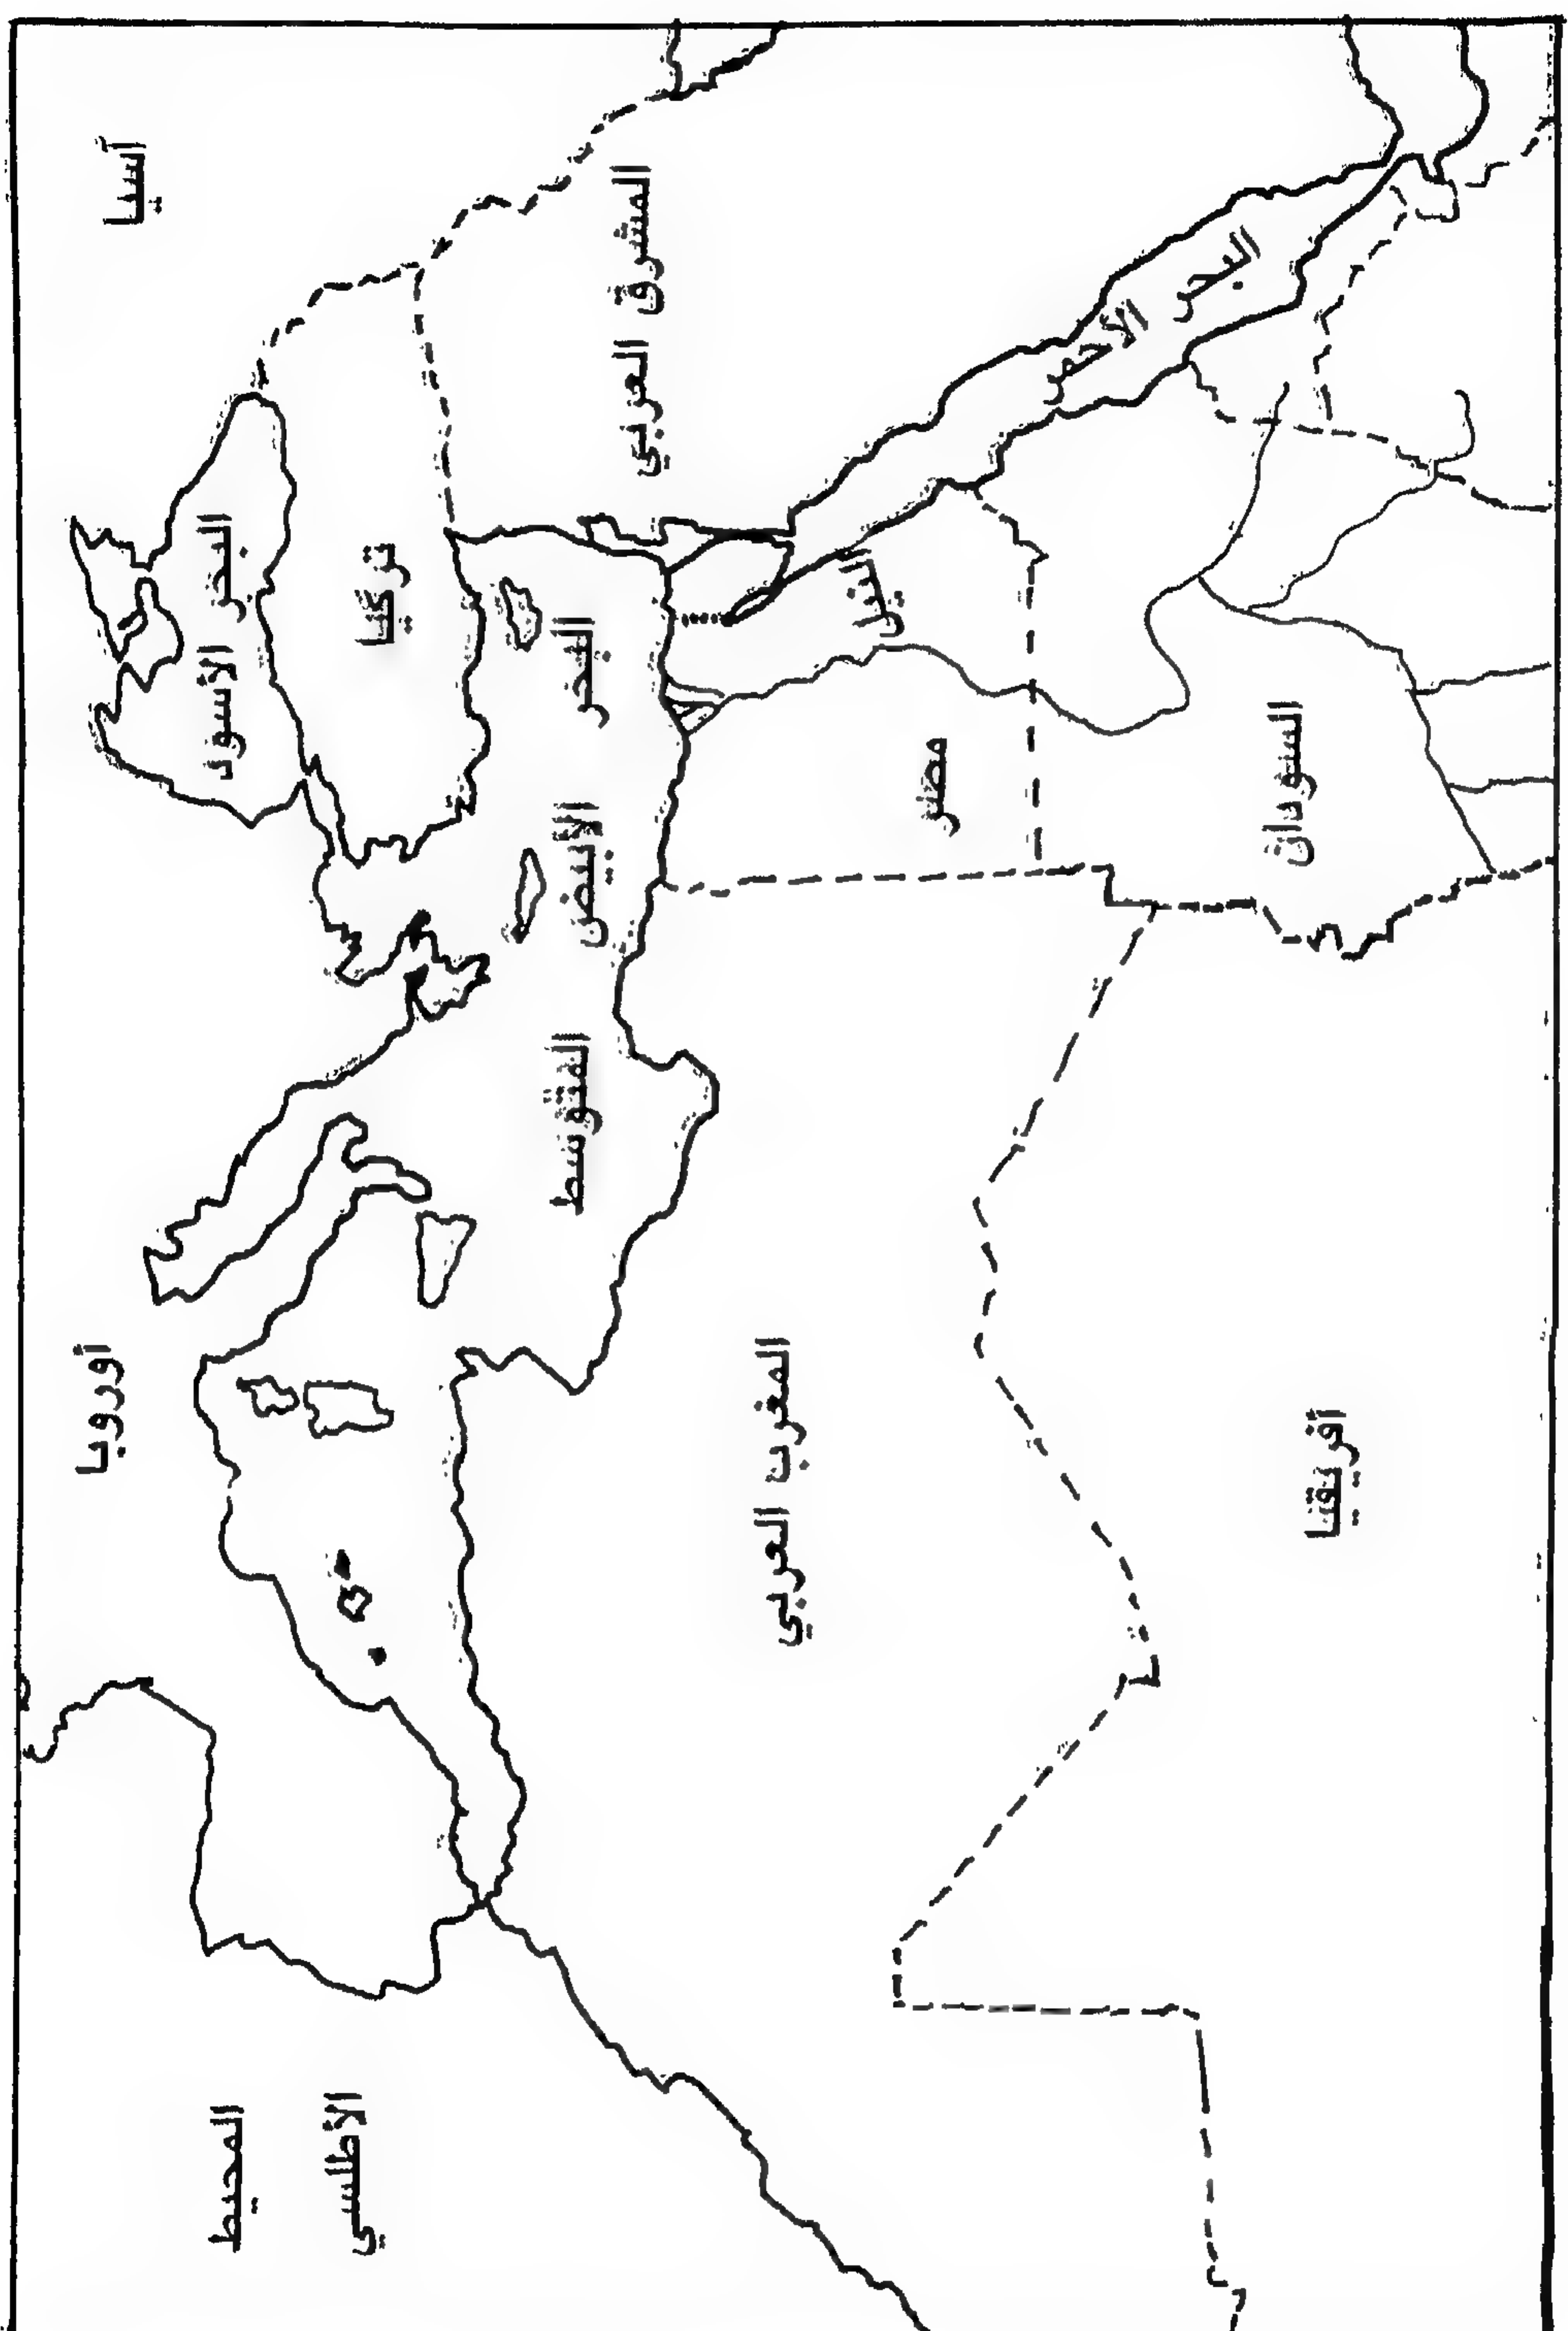 آسيا
أوروبا
البحر الأسود
المحيط
الأطلسي
تركيا
البحر الأبيض المتوسط
المشرق العربي
المغرب العربي
النيل
مصر
البحر الأحمر
السودان
أفريقيا